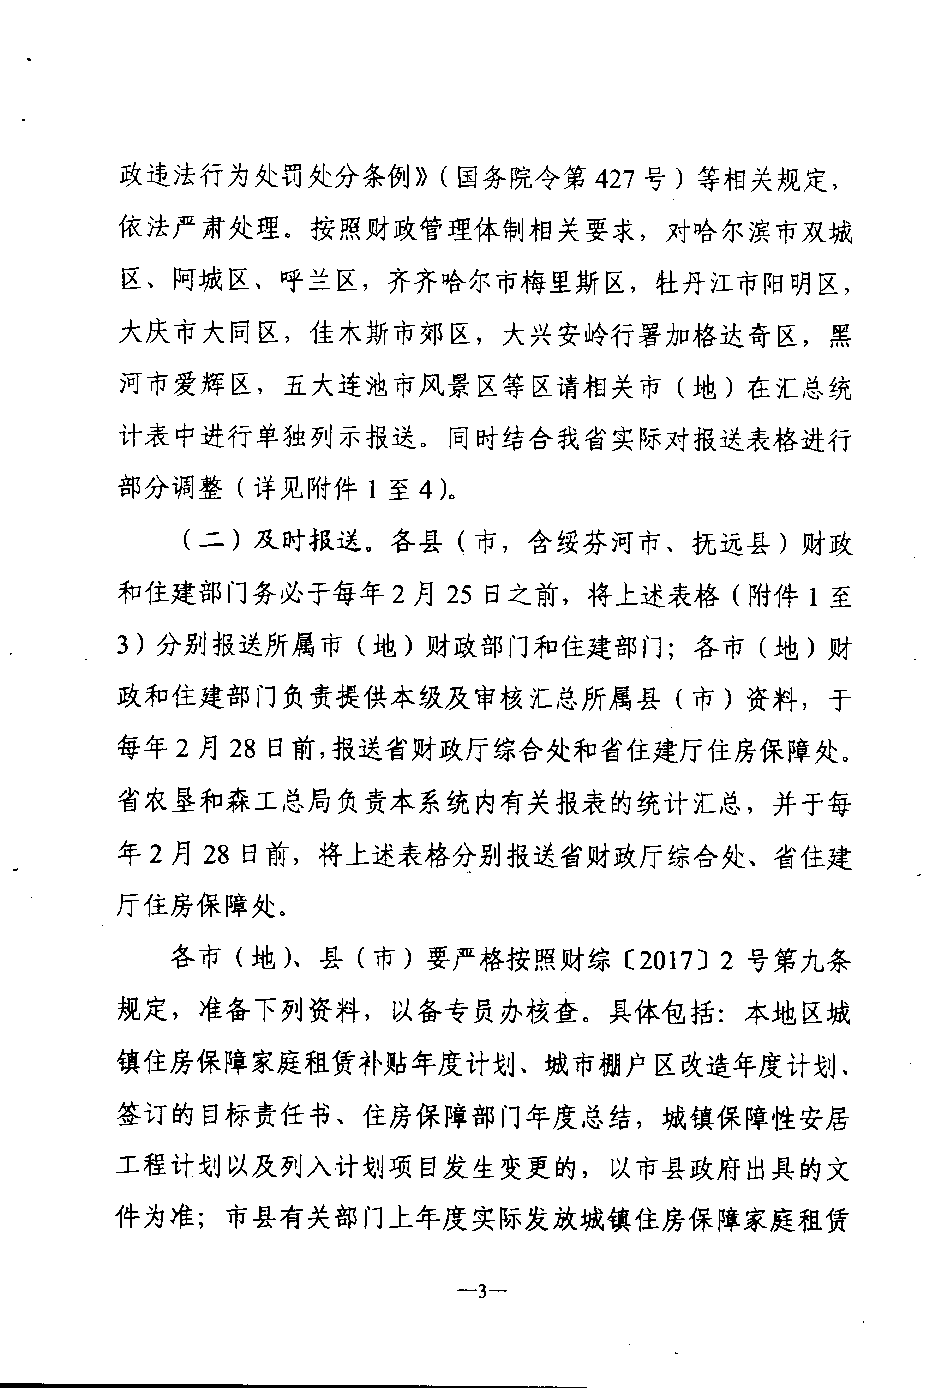 政违法行为处罚处分条例》（国务院令第 427 号）等相关规定，
依法严肃处理。按照财政管理体制相关要求，对哈尔滨市双城
区、阿城区、呼兰区，齐齐哈尔市梅里斯区，牡丹江市阳明区，
大庆市大同区，佳木斯市郊区，大兴安岭行署加格达奇区，黑
河市爱辉区，五大连池市风景区等区请相关市（地）在汇总统
计表中进行单独列示报送。同时结合我省实际对报送表格进行
部分调整（详见附件 1 至 4）。
（二）及时报送。各县（市，含绥芬河市、抚远县）财政
和住建部门务必于每年 2 月 25 日之前，将上述表格（附件 1 至
3）分别报送所属市（地）财政部门和住建部门；各市（地）财
政和住建部门负责提供本级及审核汇总所属县（市）资料，于
每年 2 月 28 日前，报送省财政厅综合处和省住建厅住房保障处。
省农垦和森工总局负责本系统内有关报表的统计汇总，并于每
年 2 月 28 日前，将上述表格分别报送省财政厅综合处、省住建
厅住房保障处。
各市（地）、县（市）要严格按照财综〔2017〕2 号第九条
规定，准备下列资料，以备专员办核查。具体包括：本地区城
镇住房保障家庭租赁补贴年度计划、城市棚户区改造年度计划、
签订的目标责任书、住房保障部门年度总结，城镇保障性安居
工程计划以及列入计划项目发生变更的，以市县政府出具的文
件为准；市县有关部门上年度实际发放城镇住房保障家庭租赁
—3—